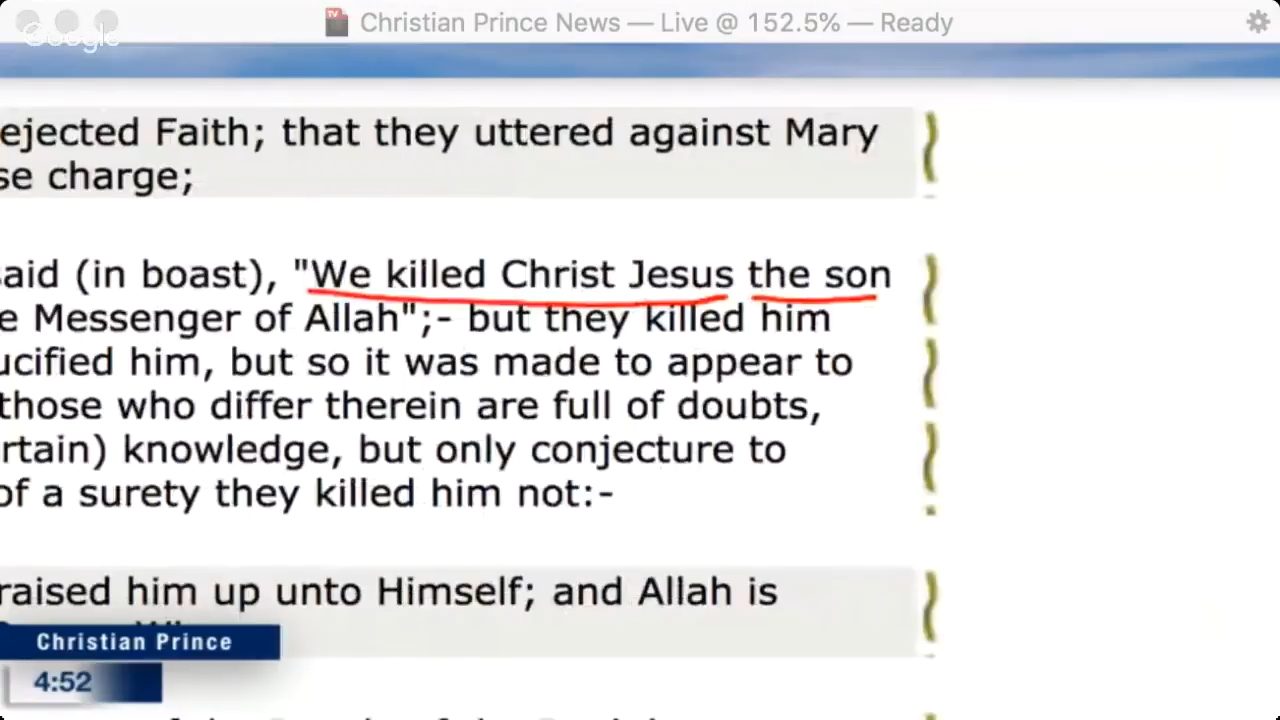 Christian Prince News — Live @ 152.5% — Ready
Google
ejected Faith; that they uttered against Mary
se charge;
said (in boast), "We killed Christ Jesus the son
e Messenger of Allah";- but they killed him
ucified him, but so it was made to appear to
those who differ therein are full of doubts,
rtain) knowledge, but only conjecture to
of a surety they killed him not:-
raised him up unto Himself; and Allah is
Christian Prince
4:52